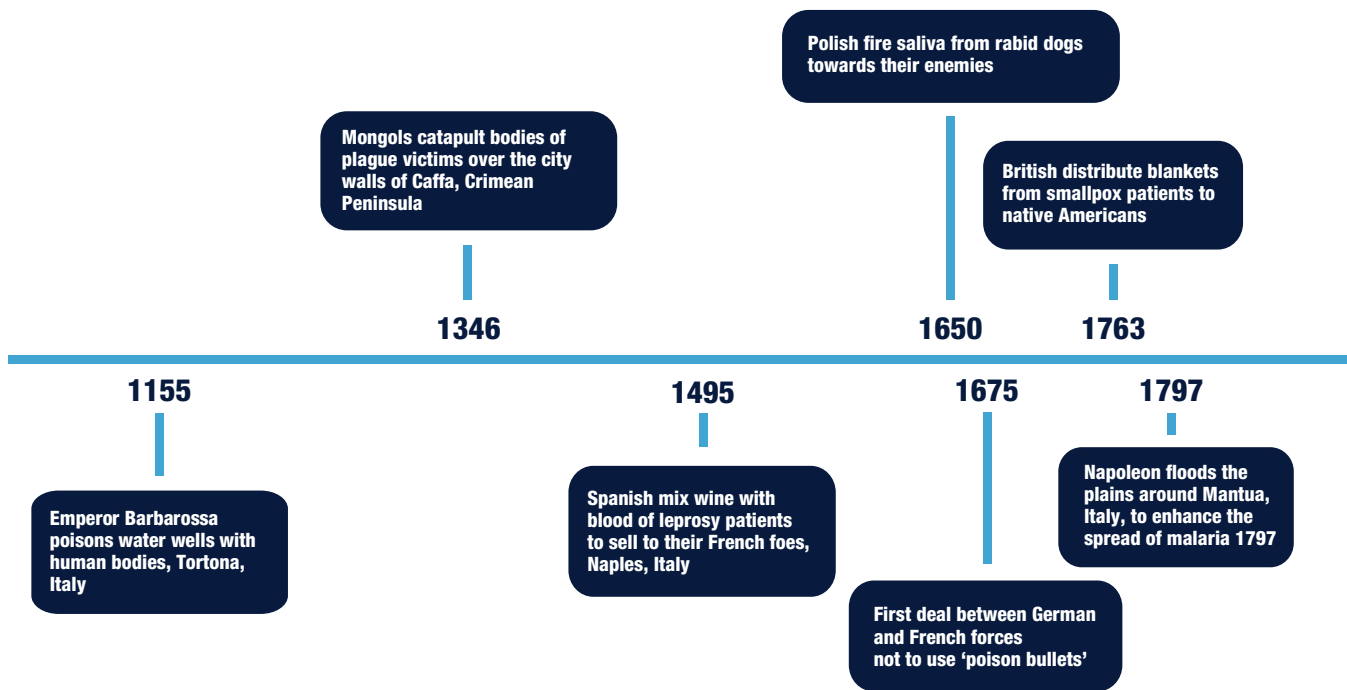 Polish fire saliva from rabid dogs
towards their enemies
Mongols catapult bodies of
plague victims over the city
walls of Caffa, Crimean
Peninsula
British distribute blankets
from smallpox patients to
native Americans
1346
1650
1763
1155
1495
1675
1797
Emperor Barbarossa
poisons water wells with
human bodies, Tortona,
Italy
Spanish mix wine with
blood of leprosy patients
to sell to their French foes,
Naples, Italy
Napoleon floods the
plains around Mantua,
Italy, to enhance the
spread of malaria 1797
First deal between German
and French forces
not to use ‘poison bullets’